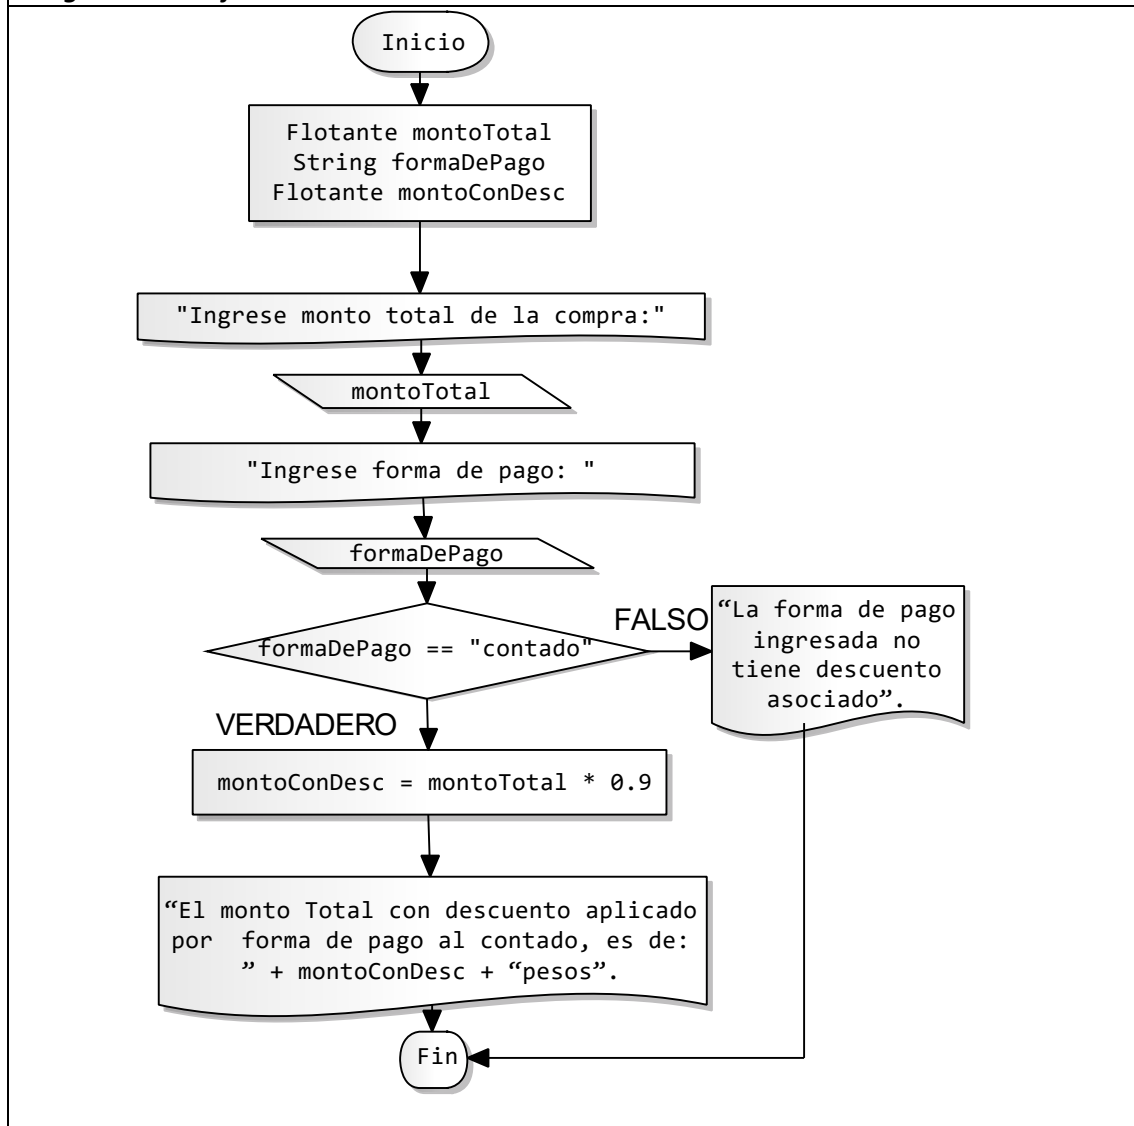 Inicio
Flotante montoTotal
String formaDePago
Flotante montoConDesc
"Ingrese monto total de la compra:"
montoTotal
"Ingrese forma de pago: "
formaDePago
formaDePago == "contado"
FALSO
“La forma de pago
ingresada no
tiene descuento
asociado”.
VERDADERO
montoConDesc = montoTotal * 0.9
“El monto Total con descuento aplicado
por  forma de pago al contado, es de:
” + montoConDesc + “pesos”.
Fin